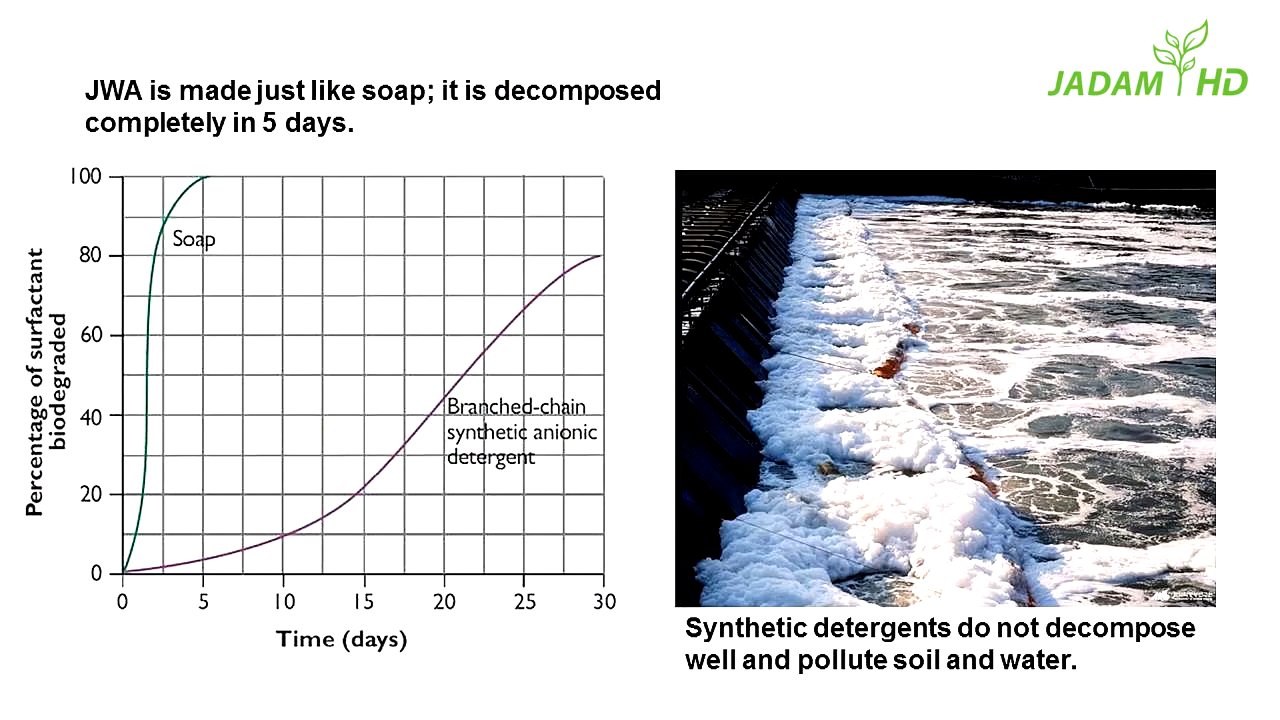 JADAM HD
JWA is made just like soap; it is decomposed
completely in 5 days.
100
80
60
40
20
0
Percentage of surfactant
biodegraded
Soap
Branched-chain
synthetic anionic
detergent
0 5 10 15 20 25 30
Time (days)
Synthetic detergents do not decompose
well and pollute soil and water.